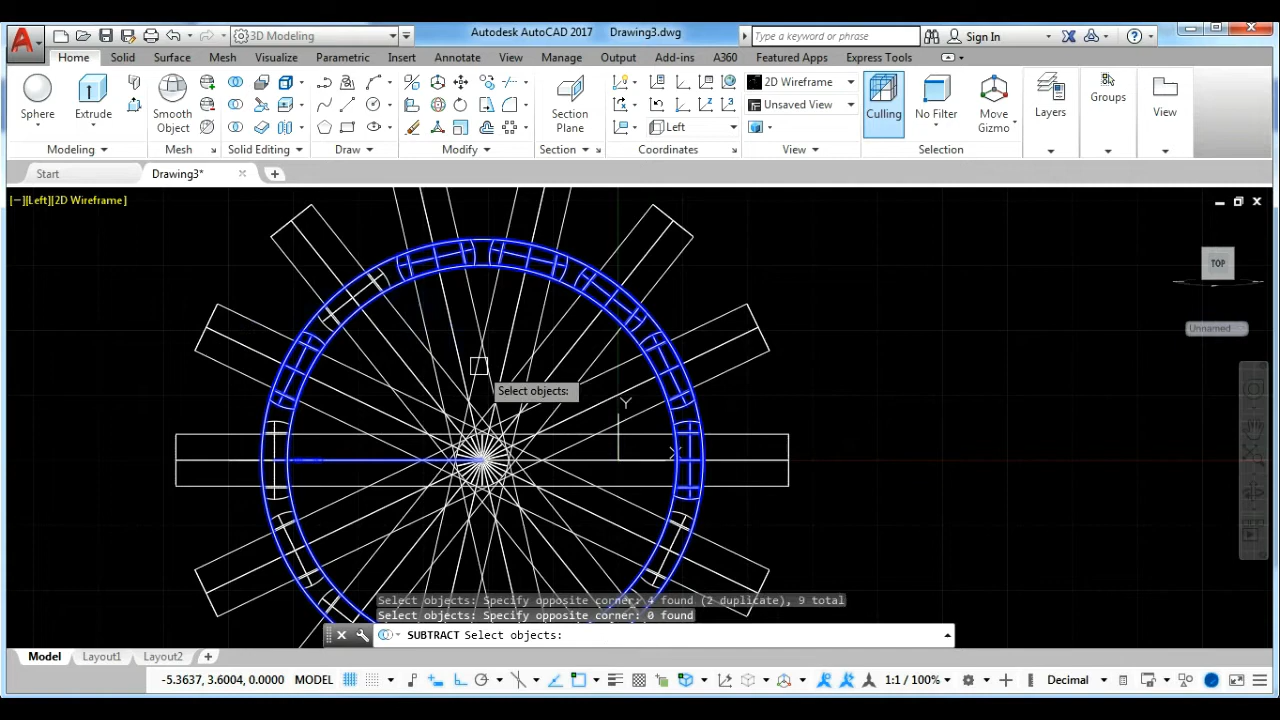 Autodesk AutoCAD 2017 Drawing3.dwg
3D Modeling
Type a keyword or phrase
Sign In
Home Solid Surface Mesh Visualize Parametric Insert Annotate View Manage Output Add-ins A360 Featured Apps Express Tools
2D Wireframe
Unsaved View
Left
Sphere Extrude Smooth Object Section Plane Culling No Filter Move Gizmo Layers Groups View
Modeling Mesh Solid Editing Draw Modify Section Coordinates View Selection
Start Drawing3*
[−][Left][2D Wireframe]
TOP
Unnamed
Select objects:
Y
X
Select objects: Specify opposite corner: 4 found (2 duplicate), 9 total
Select objects: Specify opposite corner: 0 found
SUBTRACT Select objects:
Model Layout1 Layout2 +
-5.3637, 3.6004, 0.0000 MODEL 1:1 / 100% Decimal